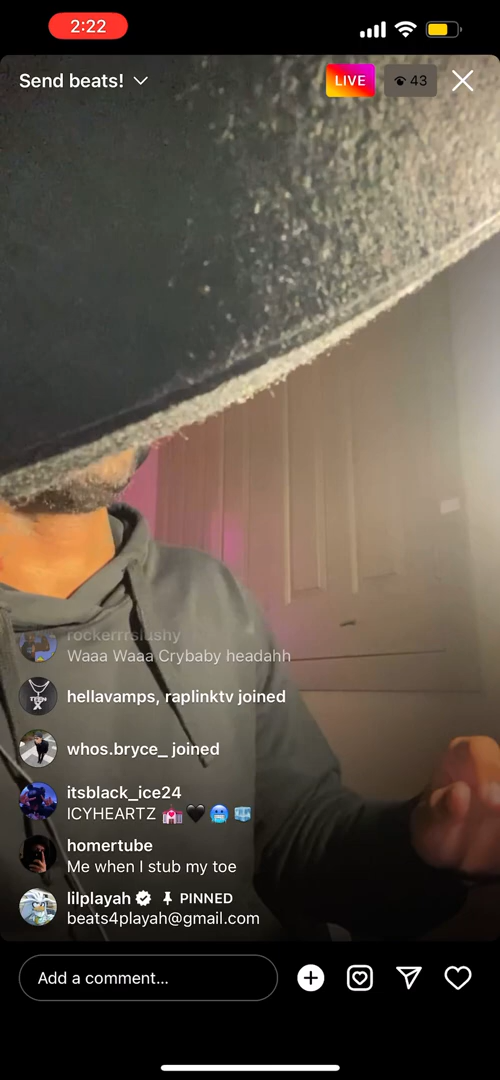 2:22
Send beats!
LIVE
43
rockerrrslushy
Waaa Waaa Crybaby headahh
hellavamps, raplinktv joined
whos.bryce_ joined
itsblack_ice24
ICYHEARTZ 💒🖤🥶🧊
homertube
Me when I stub my toe
lilplayah PINNED
beats4playah@gmail.com
Add a comment...